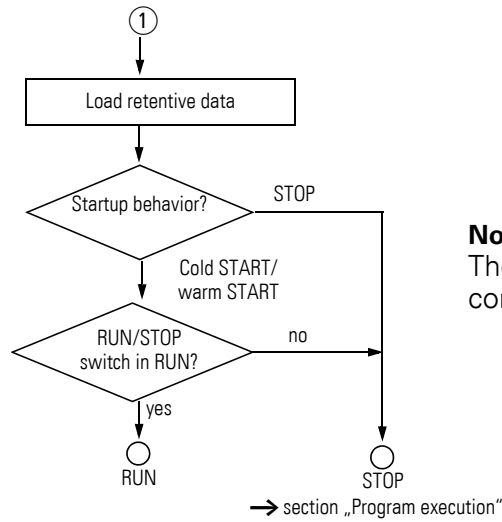 1
Load retentive data
Startup behavior?
STOP
Cold START/
warm START
RUN/STOP
switch in RUN?
no
yes
RUN
STOP
→ section „Program execution“